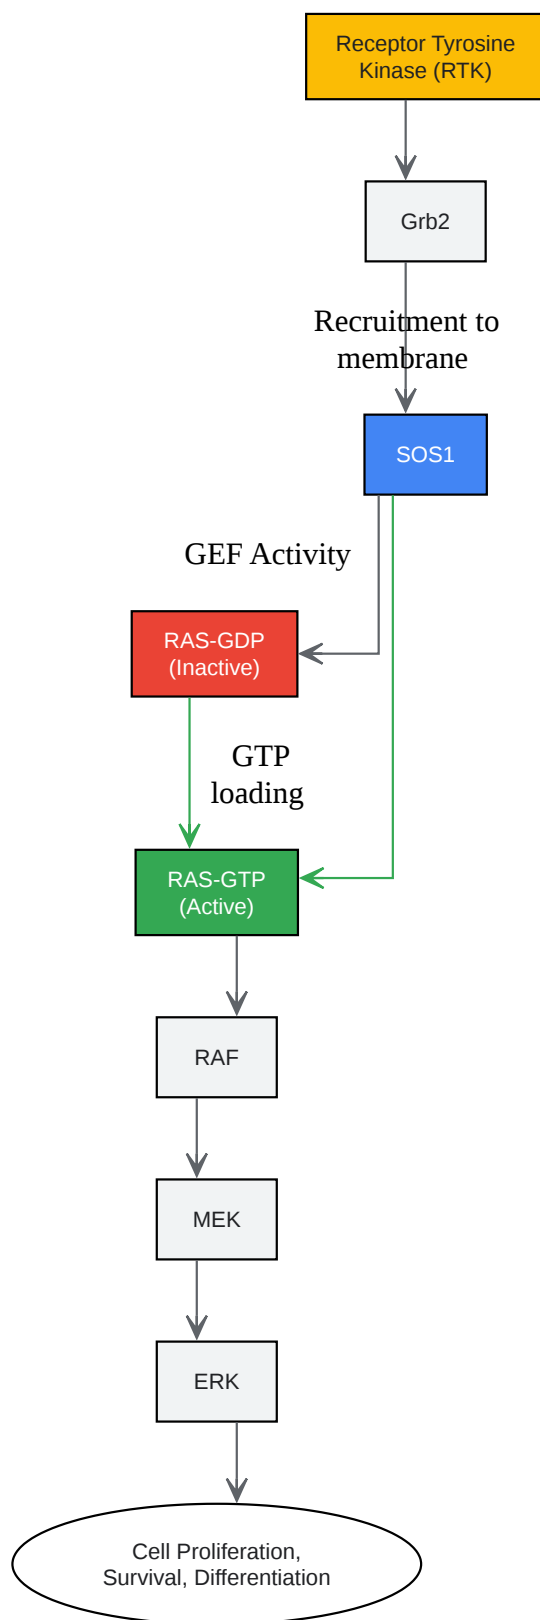 Receptor Tyrosine
Kinase (RTK)
Grb2
Recruitment to
membrane
SOS1
GEF Activity
RAS-GDP
(Inactive)
GTP
loading
RAS-GTP
(Active)
RAF
MEK
ERK
Cell Proliferation,
Survival, Differentiation